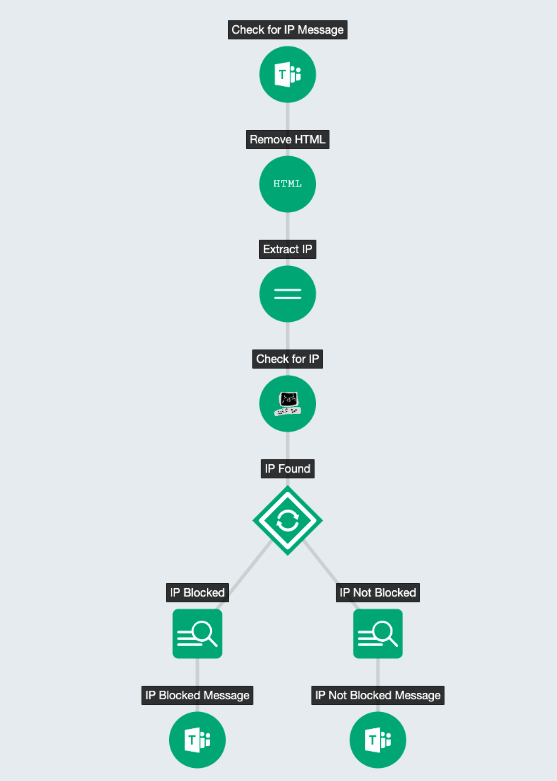 Check for IP Message
T
Remove HTML
HTML
Extract IP
Check for IP
IP Found
IP Blocked
IP Not Blocked
IP Blocked Message
IP Not Blocked Message
T
T